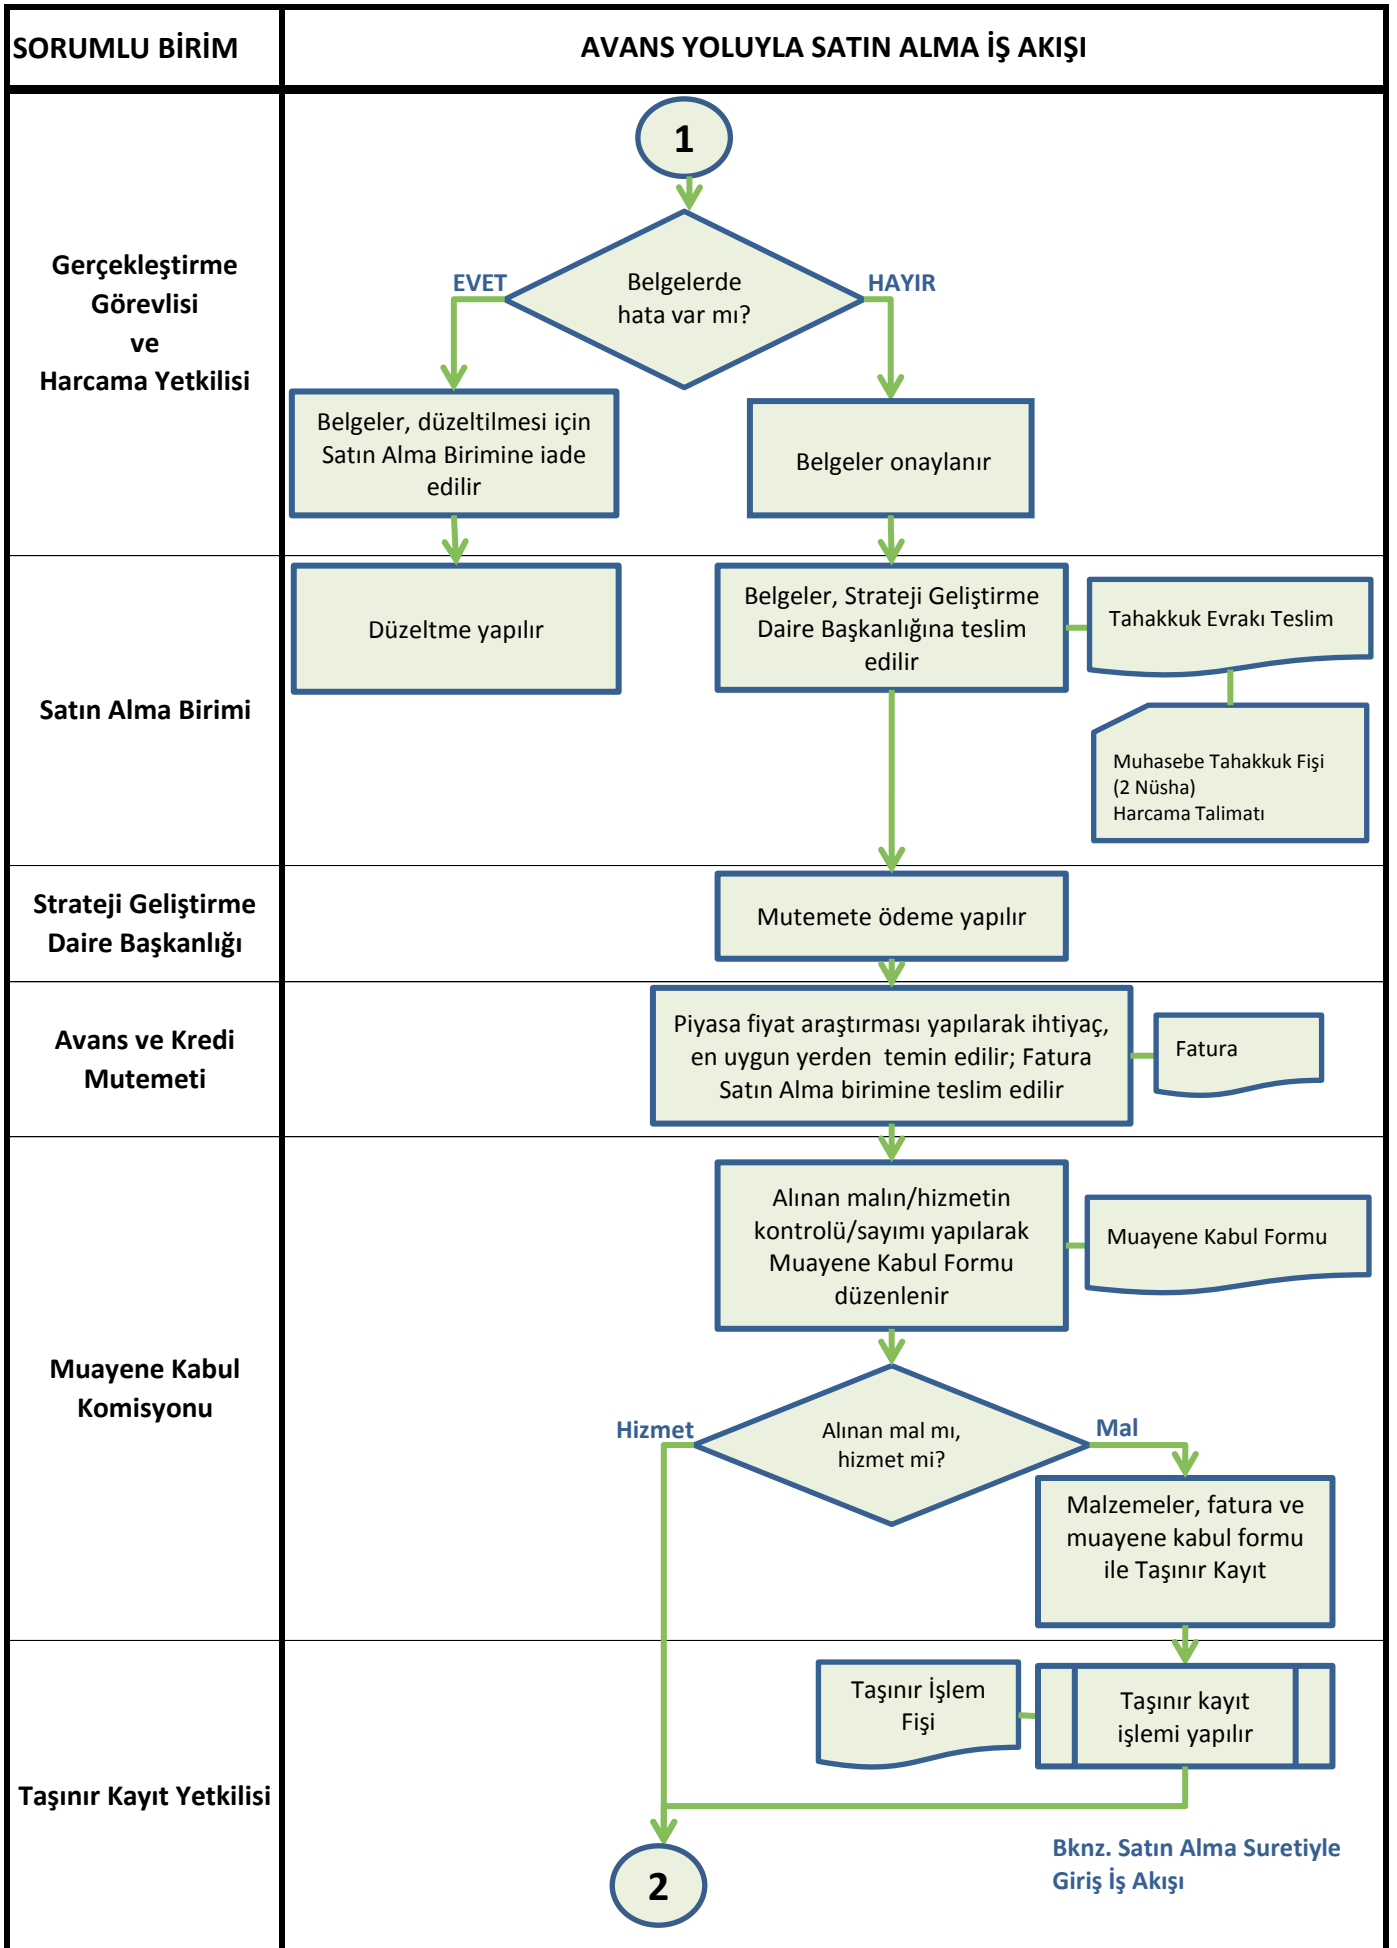 SORUMLU BİRİM
AVANS YOLUYLA SATIN ALMA İŞ AKIŞI
Gerçekleştirme
Görevlisi
ve
Harcama Yetkilisi
1
Belgelerde
hata var mı?
EVET
HAYIR
Belgeler, düzeltilmesi için
Satın Alma Birimine iade
edilir
Belgeler onaylanır
Satın Alma Birimi
Düzeltme yapılır
Belgeler, Strateji Geliştirme
Daire Başkanlığına teslim
edilir
Tahakkuk Evrakı Teslim
Muhasebe Tahakkuk Fişi
(2 Nüsha)
Harcama Talimatı
Strateji Geliştirme
Daire Başkanlığı
Mutemete ödeme yapılır
Avans ve Kredi
Mutemeti
Piyasa fiyat araştırması yapılarak ihtiyaç,
en uygun yerden  temin edilir; Fatura
Satın Alma birimine teslim edilir
Fatura
Muayene Kabul
Komisyonu
Alınan malın/hizmetin
kontrolü/sayımı yapılarak
Muayene Kabul Formu
düzenlenir
Muayene Kabul Formu
Alınan mal mı,
hizmet mi?
Hizmet
Mal
Malzemeler, fatura ve
muayene kabul formu
ile Taşınır Kayıt
Taşınır Kayıt Yetkilisi
Taşınır İşlem
Fişi
Taşınır kayıt
işlemi yapılır
2
Bknz. Satın Alma Suretiyle
Giriş İş Akışı